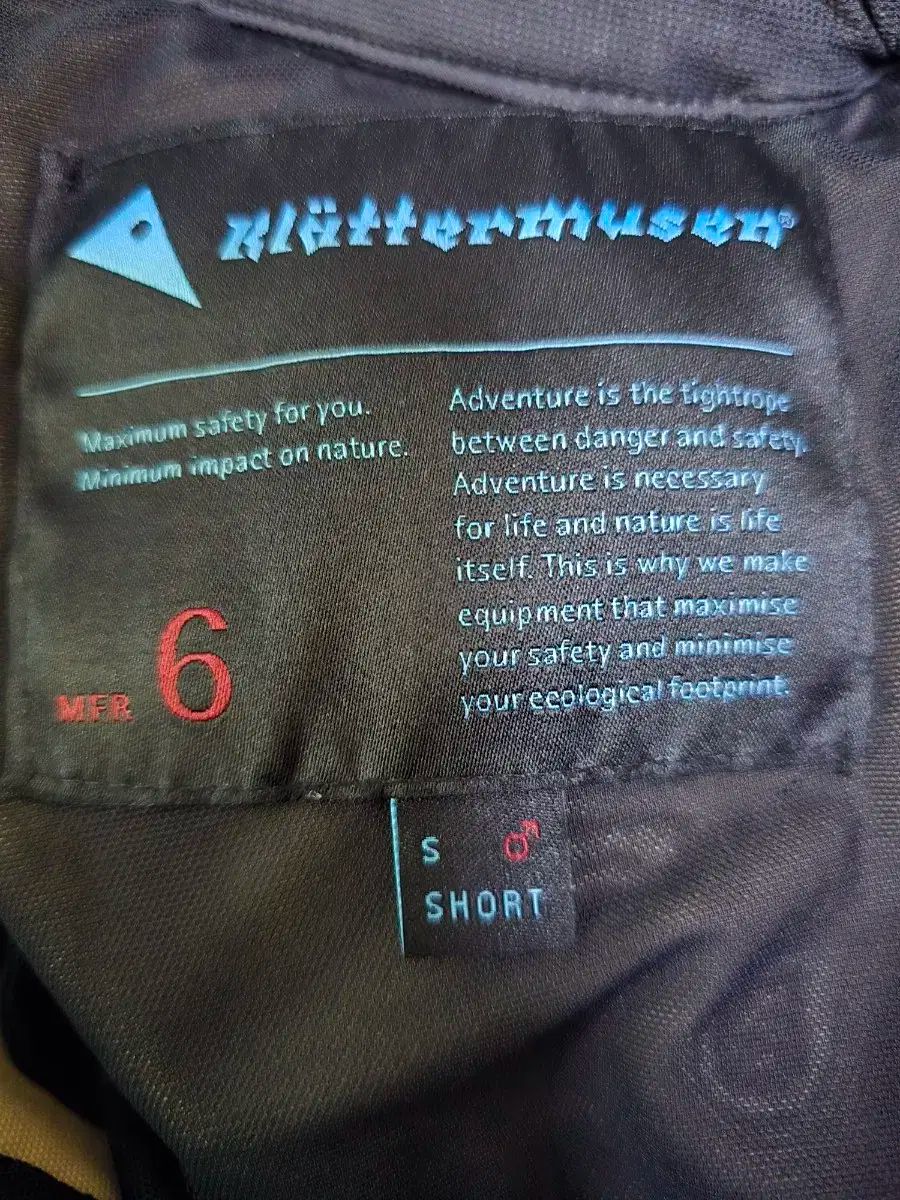 Klättermusen®
Maximum safety for you.
Minimum impact on nature.
Adventure is the tightrope
between danger and safety.
Adventure is necessary
for life and nature is life
itself. This is why we make
equipment that maximise
your safety and minimise
your ecological footprint.
MFR 6
S ♂
SHORT